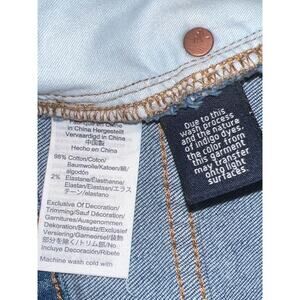 in China Hergestellt
Vervaardigd in China
中国製
Hecho en China
98% Cotton/Coton/
Baumwolle/Katoen/綿/
algodón
2% Elastane/Élasthanne/
Elastan/Elastaan/エラス
テーン/elastano
Exclusive Of Decoration/
Trimming/Sauf Décoration/
Garniture/Ausgenommen
Dekoration/Besatz/Exclusief
Versiering/Garneersel/装飾
部分を除く/トリム部/No
Incluye Decoración/Ribete
Machine wash cold with
Due to this
wash process
and the nature
of indigo dyes,
the color from
this garment
may transfer
onto light
surfaces.